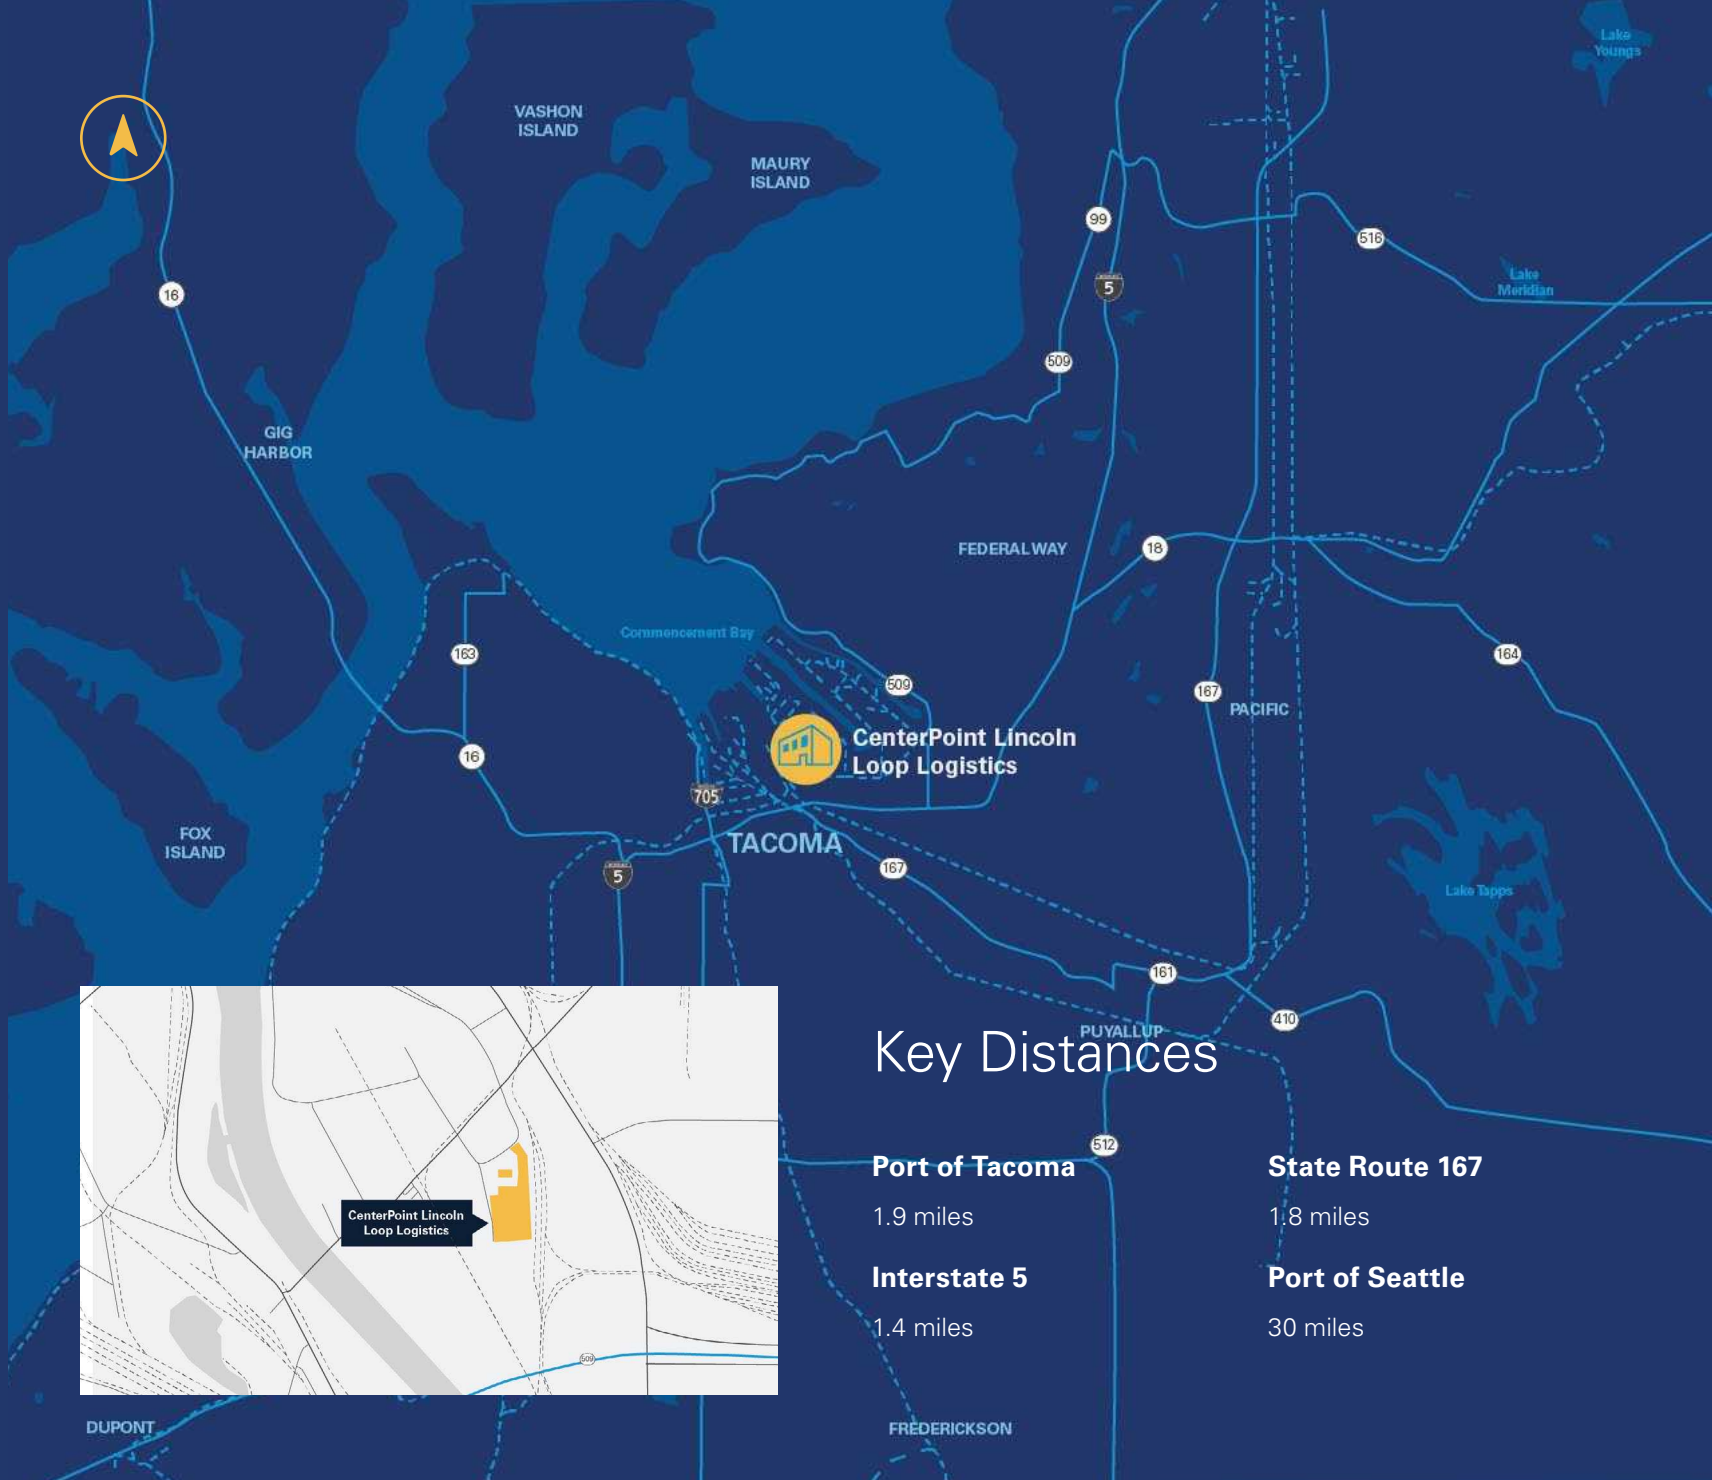 Lake
Youngs
VASHON
ISLAND
MAURY
ISLAND
99
516
5
Lake
Meridian
16
509
GIG
HARBOR
FEDERAL WAY
18
Commencement Bay
163
164
509
167
PACIFIC
CenterPoint Lincoln
Loop Logistics
16
705
FOX
ISLAND
TACOMA
167
5
Lake Tapps
161
410
PUYALLUP
Key Distances
512
Port of Tacoma
1.9 miles
State Route 167
1.8 miles
Interstate 5
1.4 miles
Port of Seattle
30 miles
CenterPoint Lincoln
Loop Logistics
509
DUPONT
FREDERICKSON